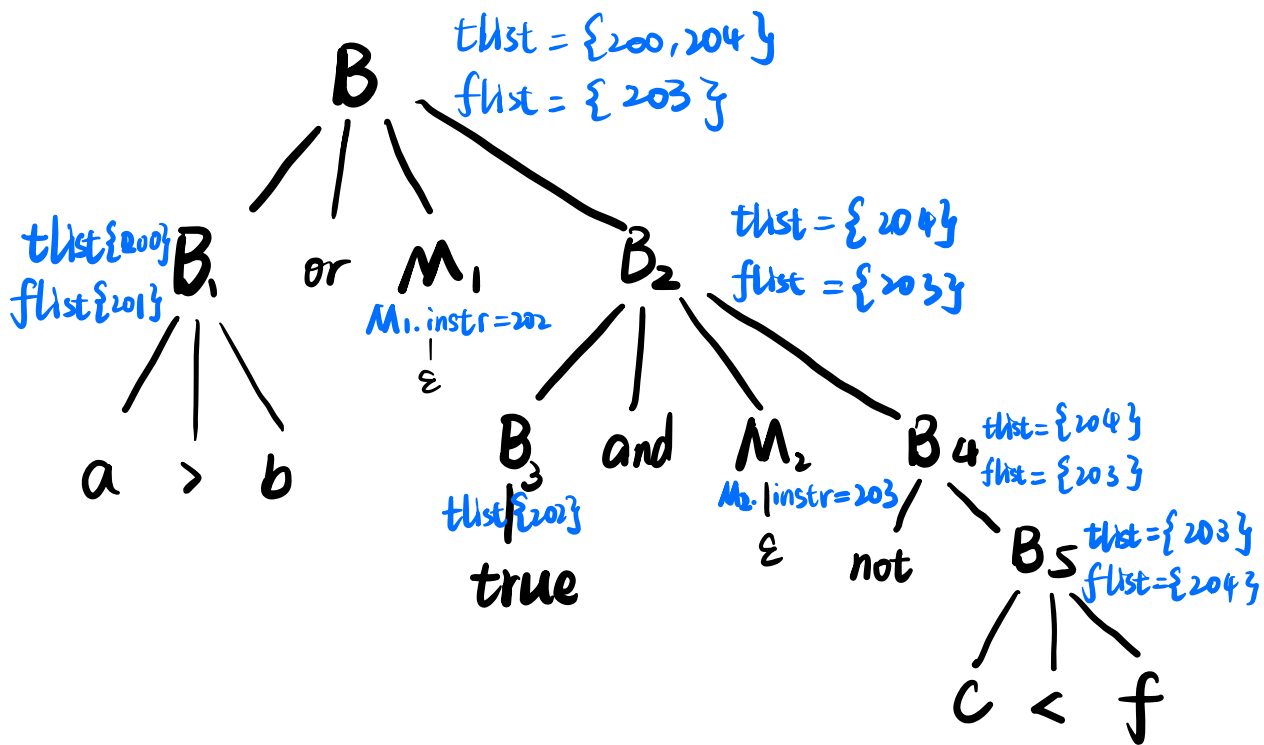 tlist = {200,204}
B
flist = {203}
tlist{200}
B1
flist{201}
or
M1
M1.instr=202
ε
B2
tlist = {204}
flist = {203}
a > b
B3
tlist{202}
true
and
M2
M2.instr=203
ε
B4
tlist={204}
flist={203}
not
B5
tlist={203}
flist={204}
c < f